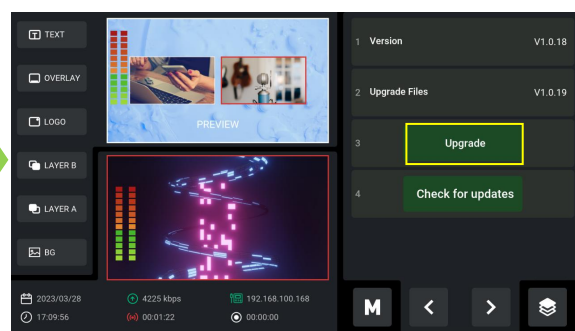 TEXT
OVERLAY
LOGO
LAYER B
LAYER A
BG
PREVIEW
2023/03/28
4225 kbps
192.168.100.168
17:09:56
00:01:22
00:00:00
1 Version V1.0.18
2 Upgrade Files V1.0.19
3 Upgrade
4 Check for updates
M < >